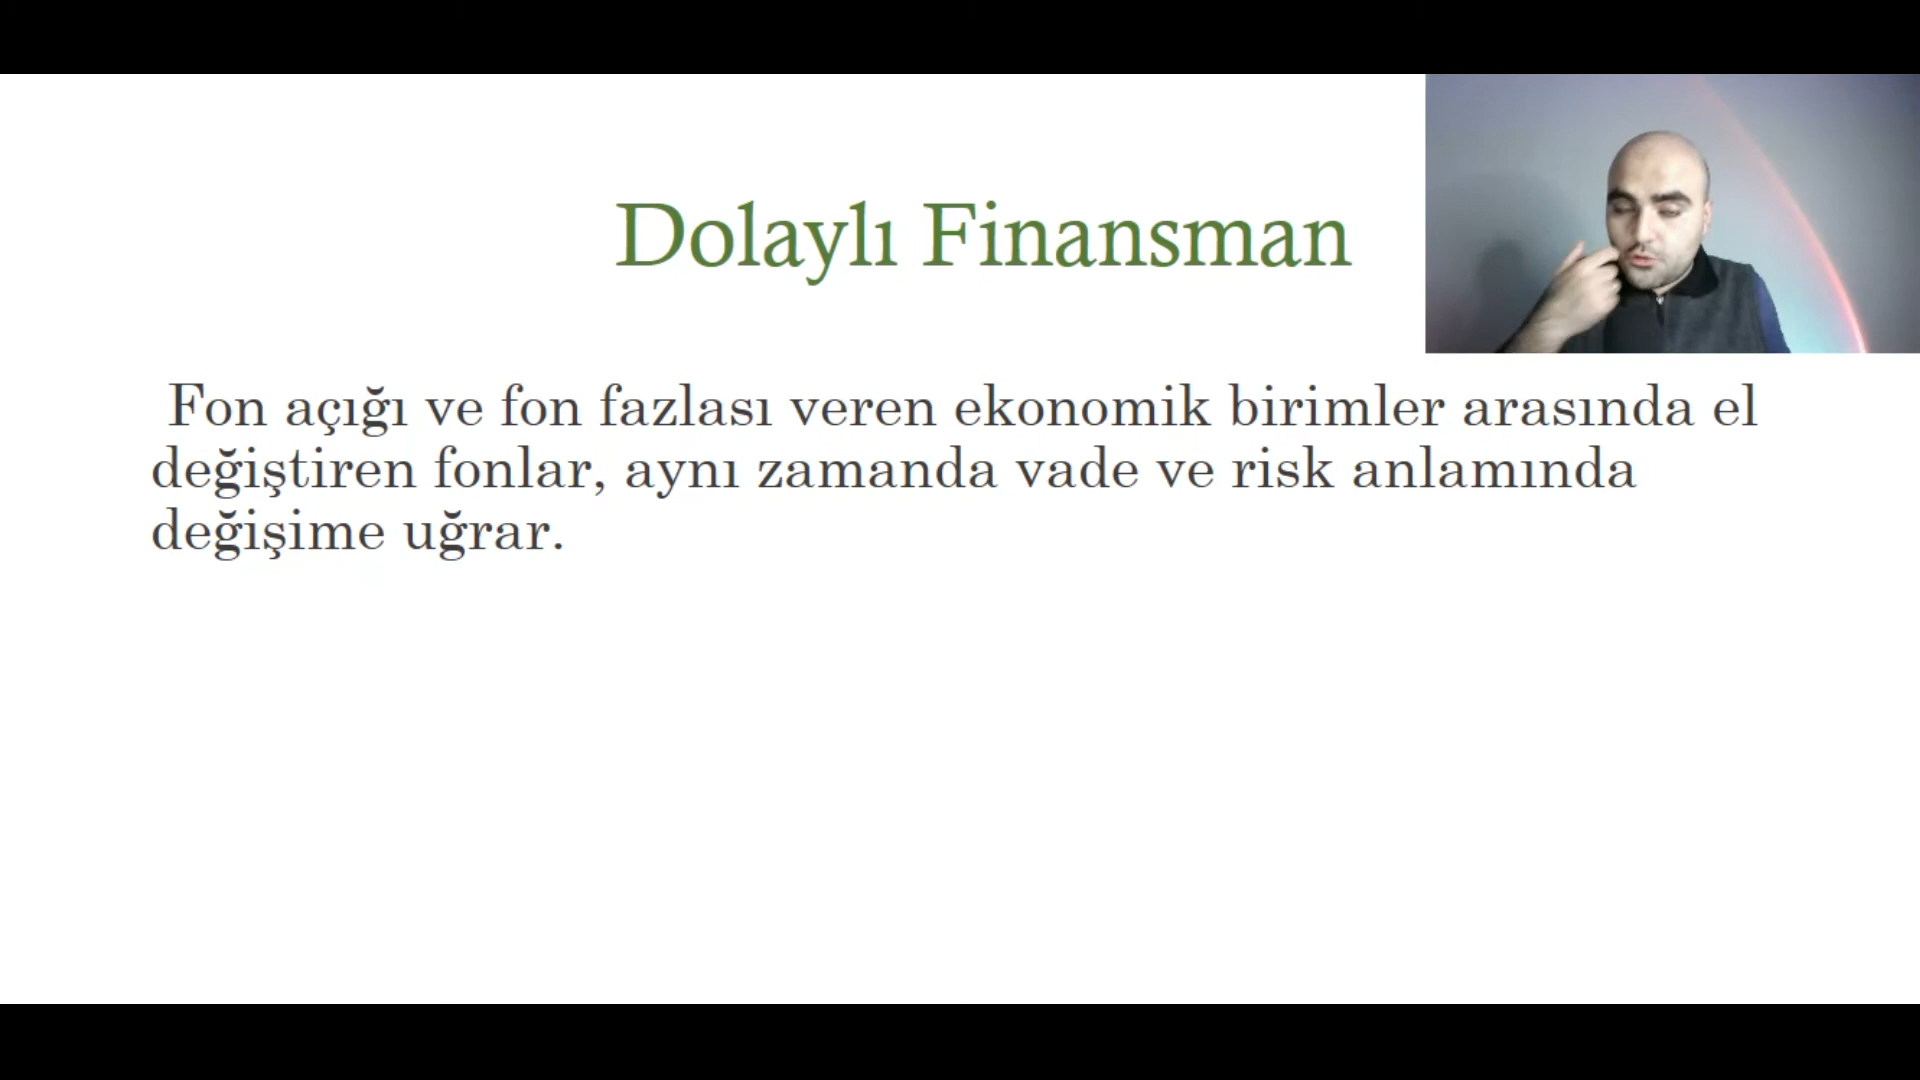 Dolaylı Finansman
Fon açığı ve fon fazlası veren ekonomik birimler arasında el
değiştiren fonlar, aynı zamanda vade ve risk anlamında
değişime uğrar.